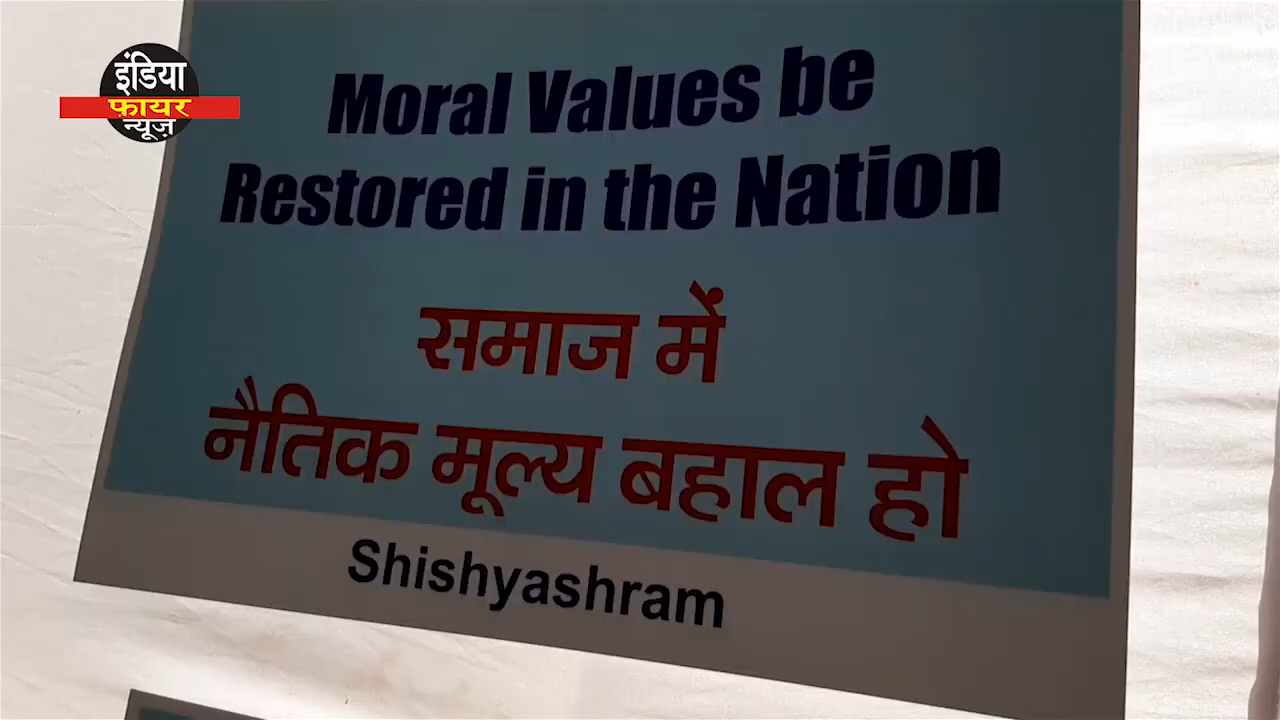 इंडिया
फ़ायर
न्यूज़
Moral Values be
Restored in the Nation
समाज में
नैतिक मूल्य बहाल हो
Shishyashram